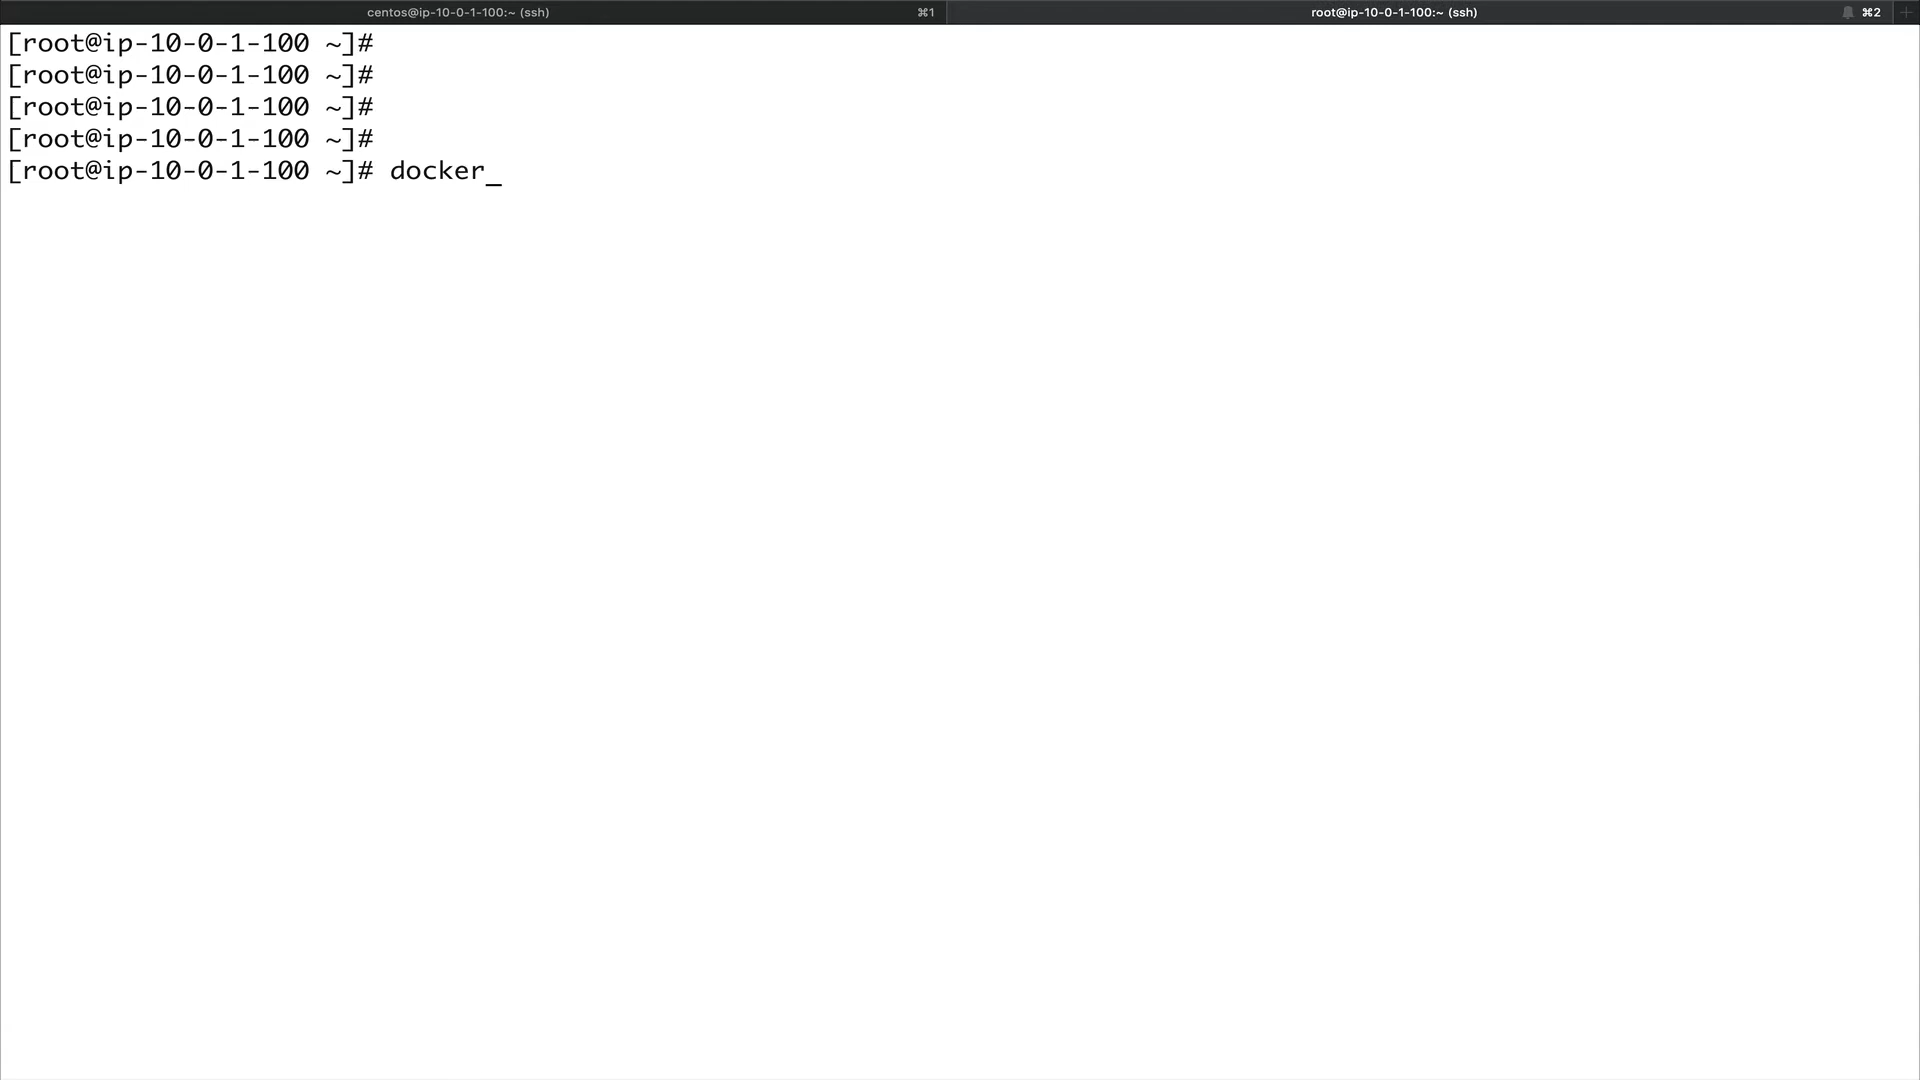 centos@ip-10-0-1-100:~ (ssh) ⌘1 root@ip-10-0-1-100:~ (ssh) ⌘2 +
[root@ip-10-0-1-100 ~]#
[root@ip-10-0-1-100 ~]#
[root@ip-10-0-1-100 ~]#
[root@ip-10-0-1-100 ~]#
[root@ip-10-0-1-100 ~]# docker_